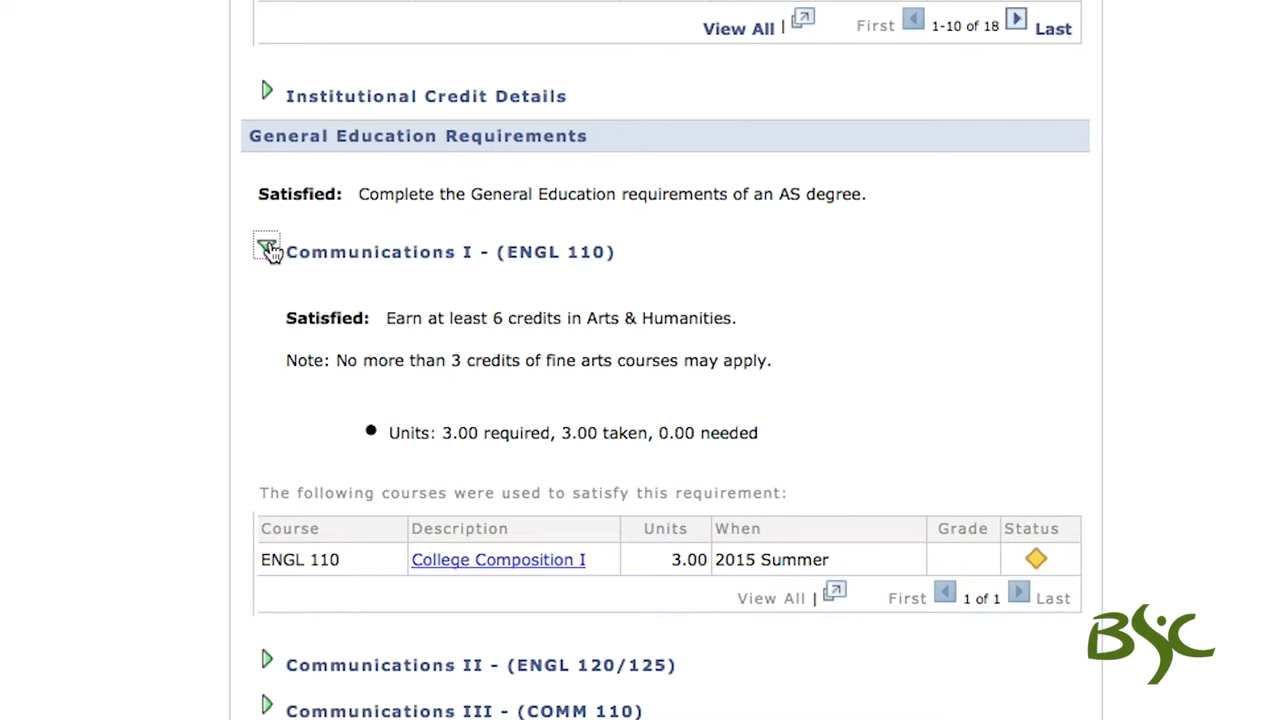 View All | First 1-10 of 18 Last
Institutional Credit Details
General Education Requirements
Satisfied: Complete the General Education requirements of an AS degree.
Communications I - (ENGL 110)
Satisfied: Earn at least 6 credits in Arts & Humanities.
Note: No more than 3 credits of fine arts courses may apply.
• Units: 3.00 required, 3.00 taken, 0.00 needed
The following courses were used to satisfy this requirement:
Course Description Units When Grade Status
ENGL 110 College Composition I 3.00 2015 Summer
View All | First 1 of 1 Last
BSC
Communications II - (ENGL 120/125)
Communications III - (COMM 110)